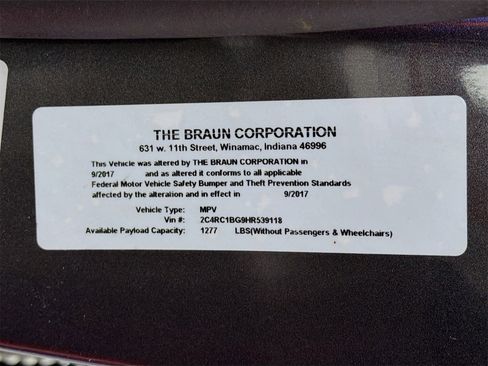 THE BRAUN CORPORATION
631 w. 11th Street, Winamac, Indiana 46996
This Vehicle was altered by THE BRAUN CORPORATION in
9/2017 and as altered it conforms to all applicable
Federal Motor Vehicle Safety Bumper and Theft Prevention Standards
affected by the alteration and in effect in 9/2017
Vehicle Type: MPV
Vin #: 2C4RC1BG9HR539118
Available Payload Capacity: 1277 LBS(Without Passengers & Wheelchairs)